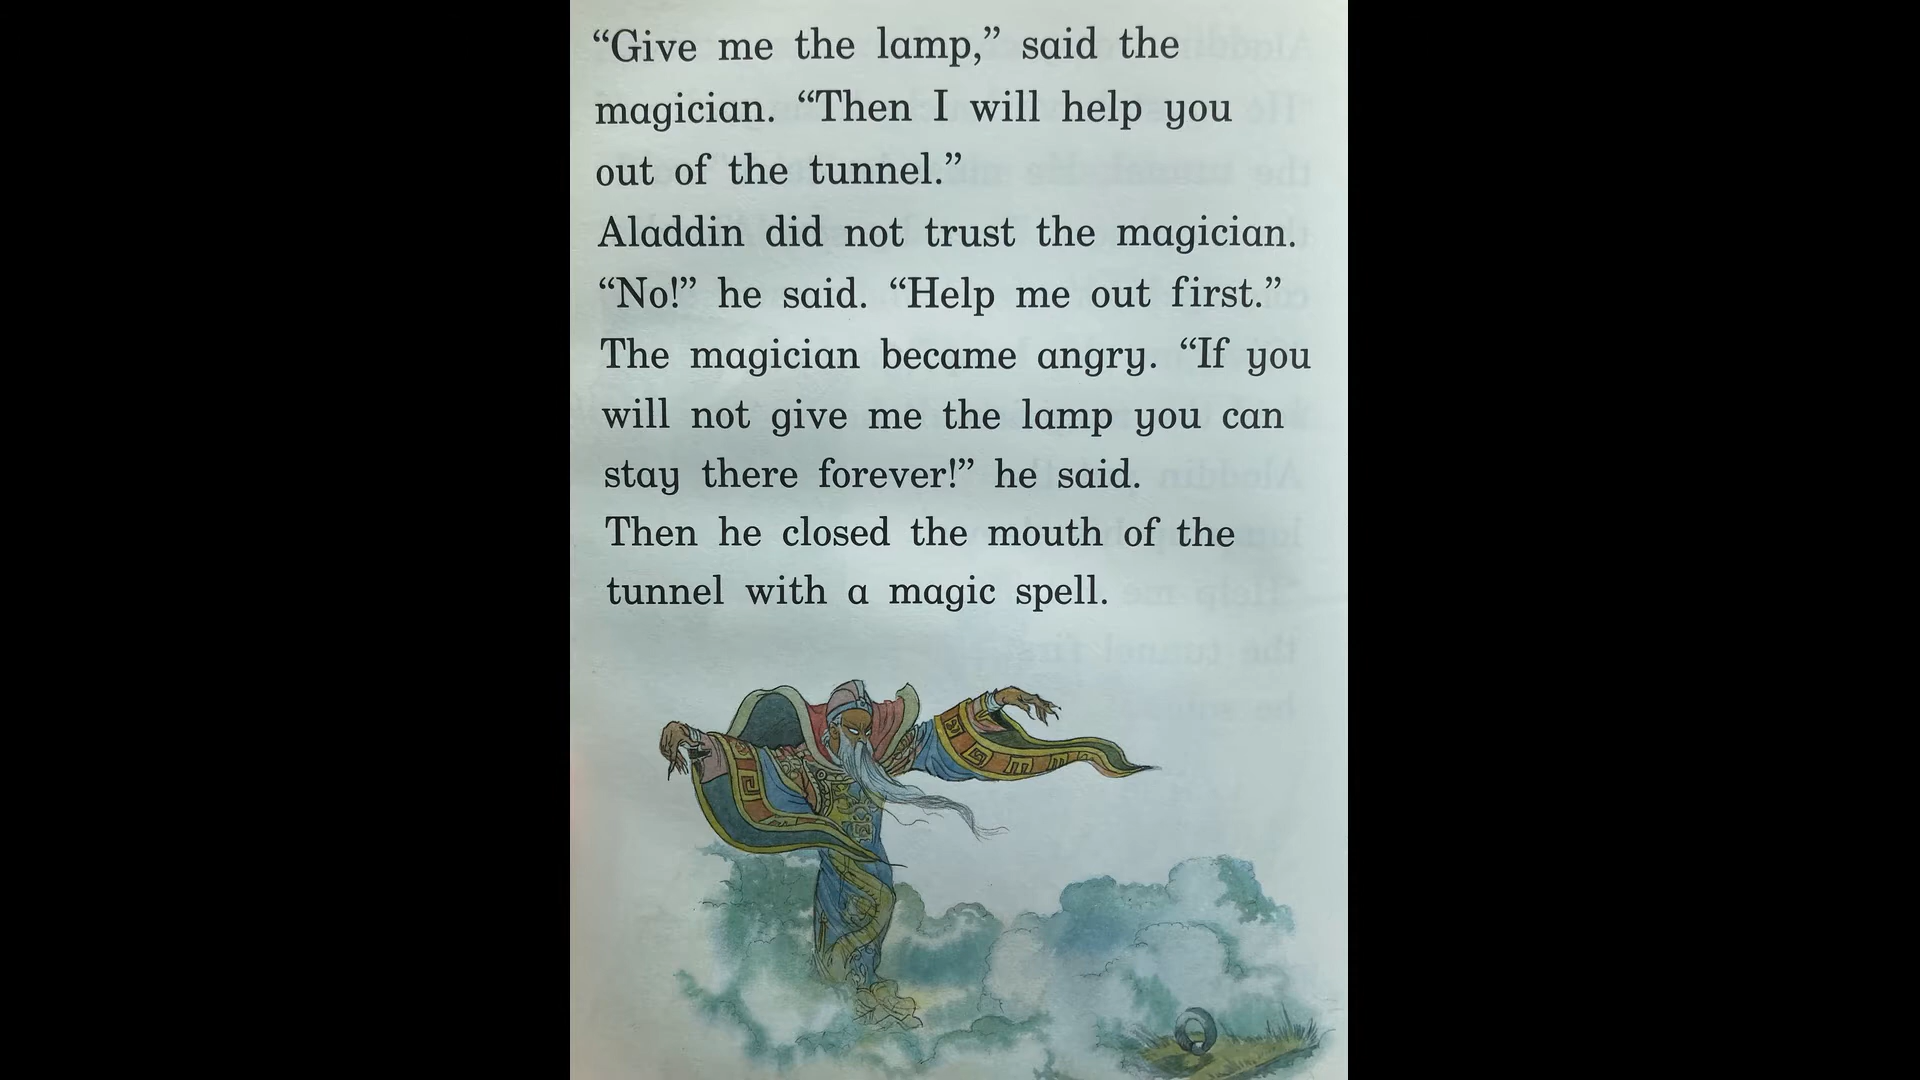 “Give me the lamp,” said the
magician. “Then I will help you
out of the tunnel.”
Aladdin did not trust the magician.
“No!” he said. “Help me out first.”
The magician became angry. “If you
will not give me the lamp you can
stay there forever!” he said.
Then he closed the mouth of the
tunnel with a magic spell.